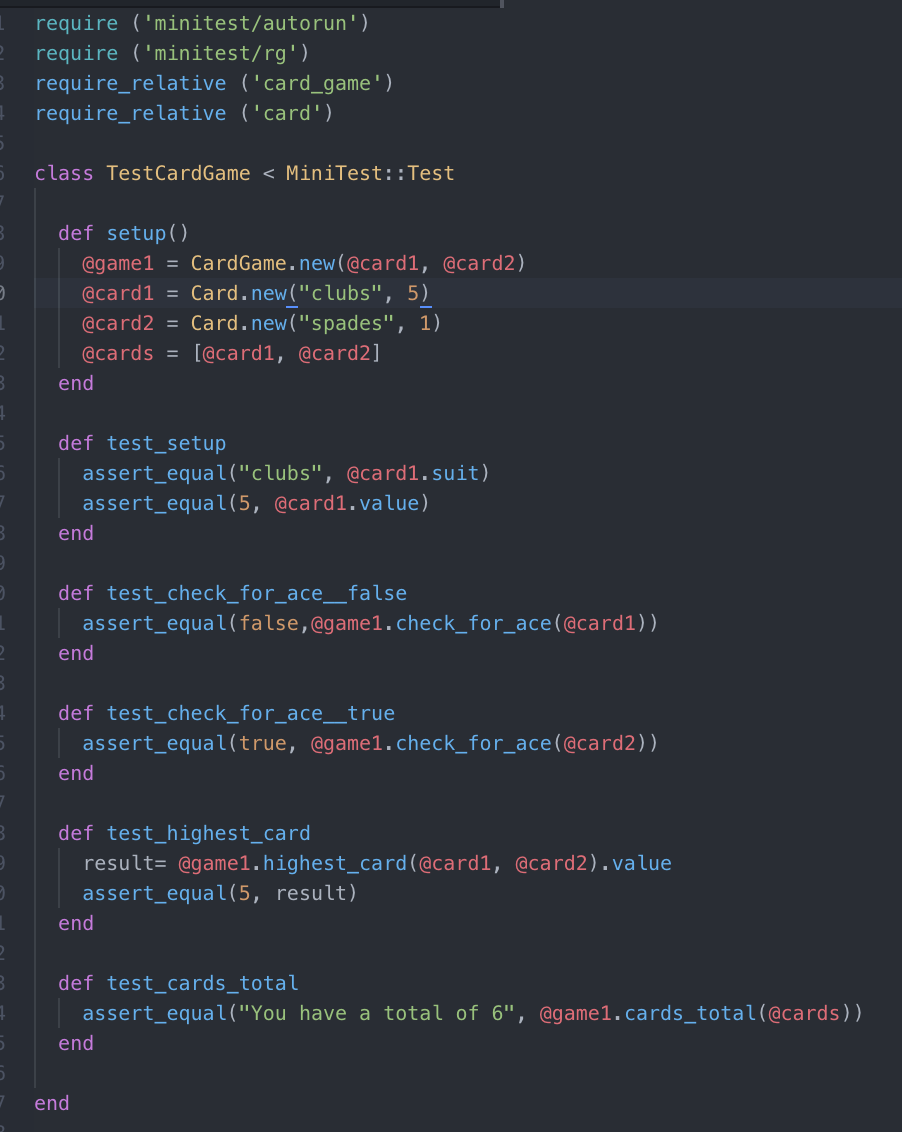 require ('minitest/autorun')
require ('minitest/rg')
require_relative ('card_game')
require_relative ('card')
class TestCardGame < MiniTest::Test
def setup()
@game1 = CardGame.new(@card1, @card2)
@card1 = Card.new("clubs", 5)
@card2 = Card.new("spades", 1)
@cards = [@card1, @card2]
end
def test_setup
assert_equal("clubs", @card1.suit)
assert_equal(5, @card1.value)
end
def test_check_for_ace__false
assert_equal(false,@game1.check_for_ace(@card1))
end
def test_check_for_ace__true
assert_equal(true, @game1.check_for_ace(@card2))
end
def test_highest_card
result= @game1.highest_card(@card1, @card2).value
assert_equal(5, result)
end
def test_cards_total
assert_equal("You have a total of 6", @game1.cards_total(@cards))
end
end